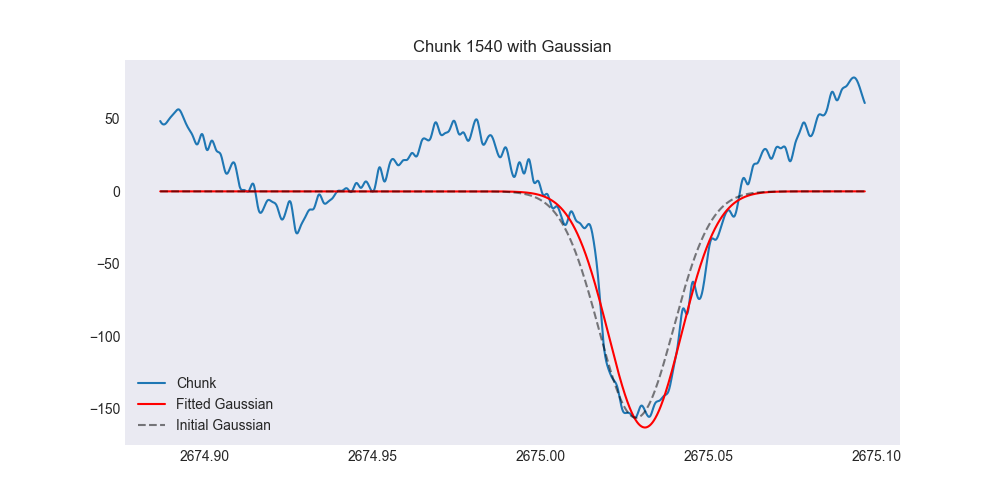 Chunk 1540 with Gaussian
50
0
−50
−100
−150
Chunk
Fitted Gaussian
Initial Gaussian
2674.90 2674.95 2675.00 2675.05 2675.10